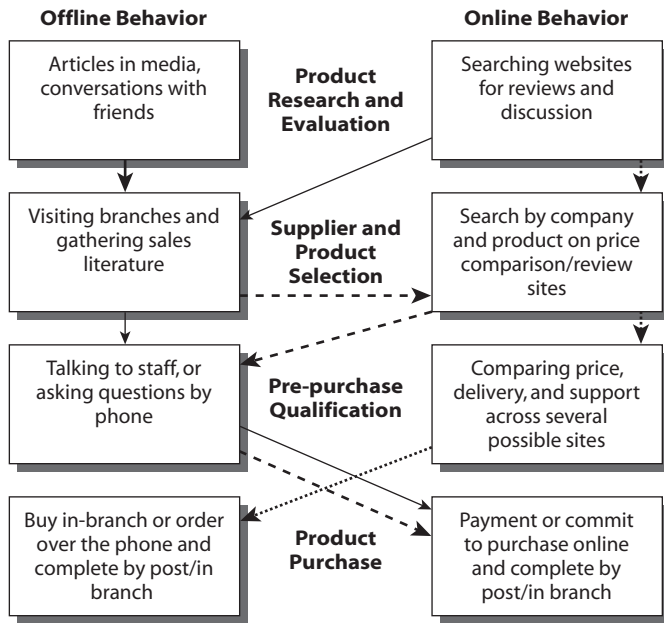 Offline Behavior
Online Behavior
Articles in media,
conversations with
friends
Product
Research and
Evaluation
Searching websites
for reviews and
discussion
Visiting branches and
gathering sales
literature
Supplier and
Product
Selection
Search by company
and product on price
comparison/review
sites
Talking to staff, or
asking questions by
phone
Pre-purchase
Qualification
Comparing price,
delivery, and support
across several
possible sites
Buy in-branch or order
over the phone and
complete by post/in
branch
Product
Purchase
Payment or commit
to purchase online
and complete by
post/in branch